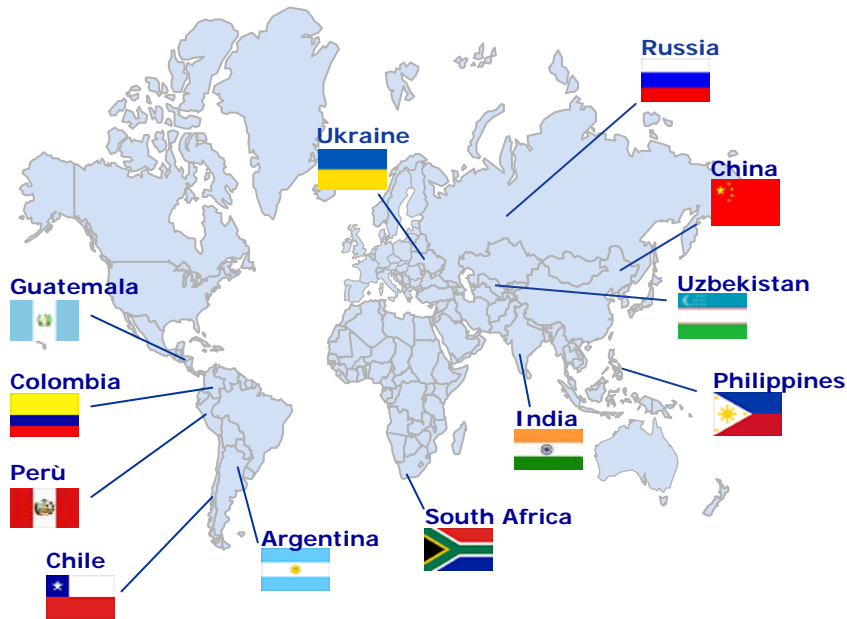 Russia
Ukraine
China
Guatemala
Uzbekistan
Colombia
Philippines
India
Perù
South Africa
Argentina
Chile